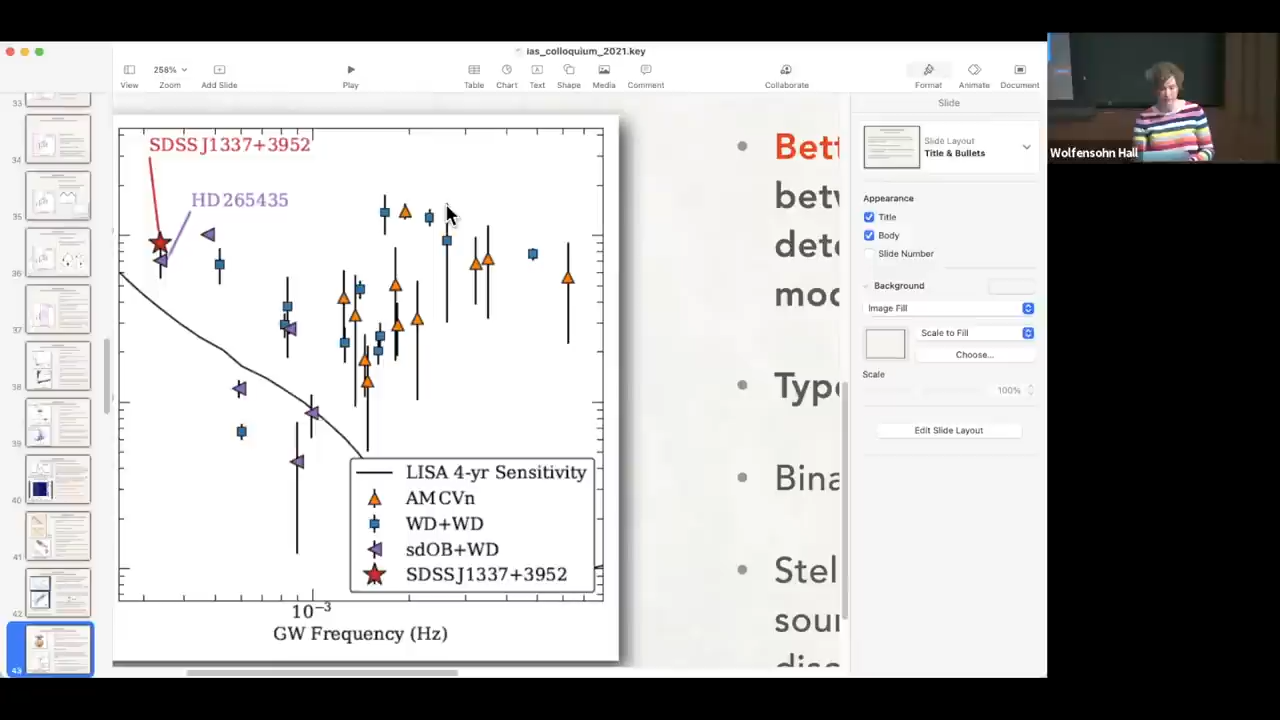 ias_colloquium_2021.key
258%
View
Zoom
Add Slide
Play
Table
Chart
Text
Shape
Media
Comment
Collaborate
Format
Animate
Document
33
34
35
36
37
38
39
40
41
42
43
SDSS J1337+3952
HD 265435
LISA 4-yr Sensitivity
AM CVn
WD+WD
sdOB+WD
SDSS J1337+3952
10⁻³
GW Frequency (Hz)
Bett
betw
dete
mod
Type
Bina
Stel
sour
disc
Slide
Slide Layout
Title & Bullets
Appearance
Title
Body
Slide Number
Background
Image Fill
Scale to Fill
Choose...
Scale
100%
Edit Slide Layout
Wolfensohn Hall